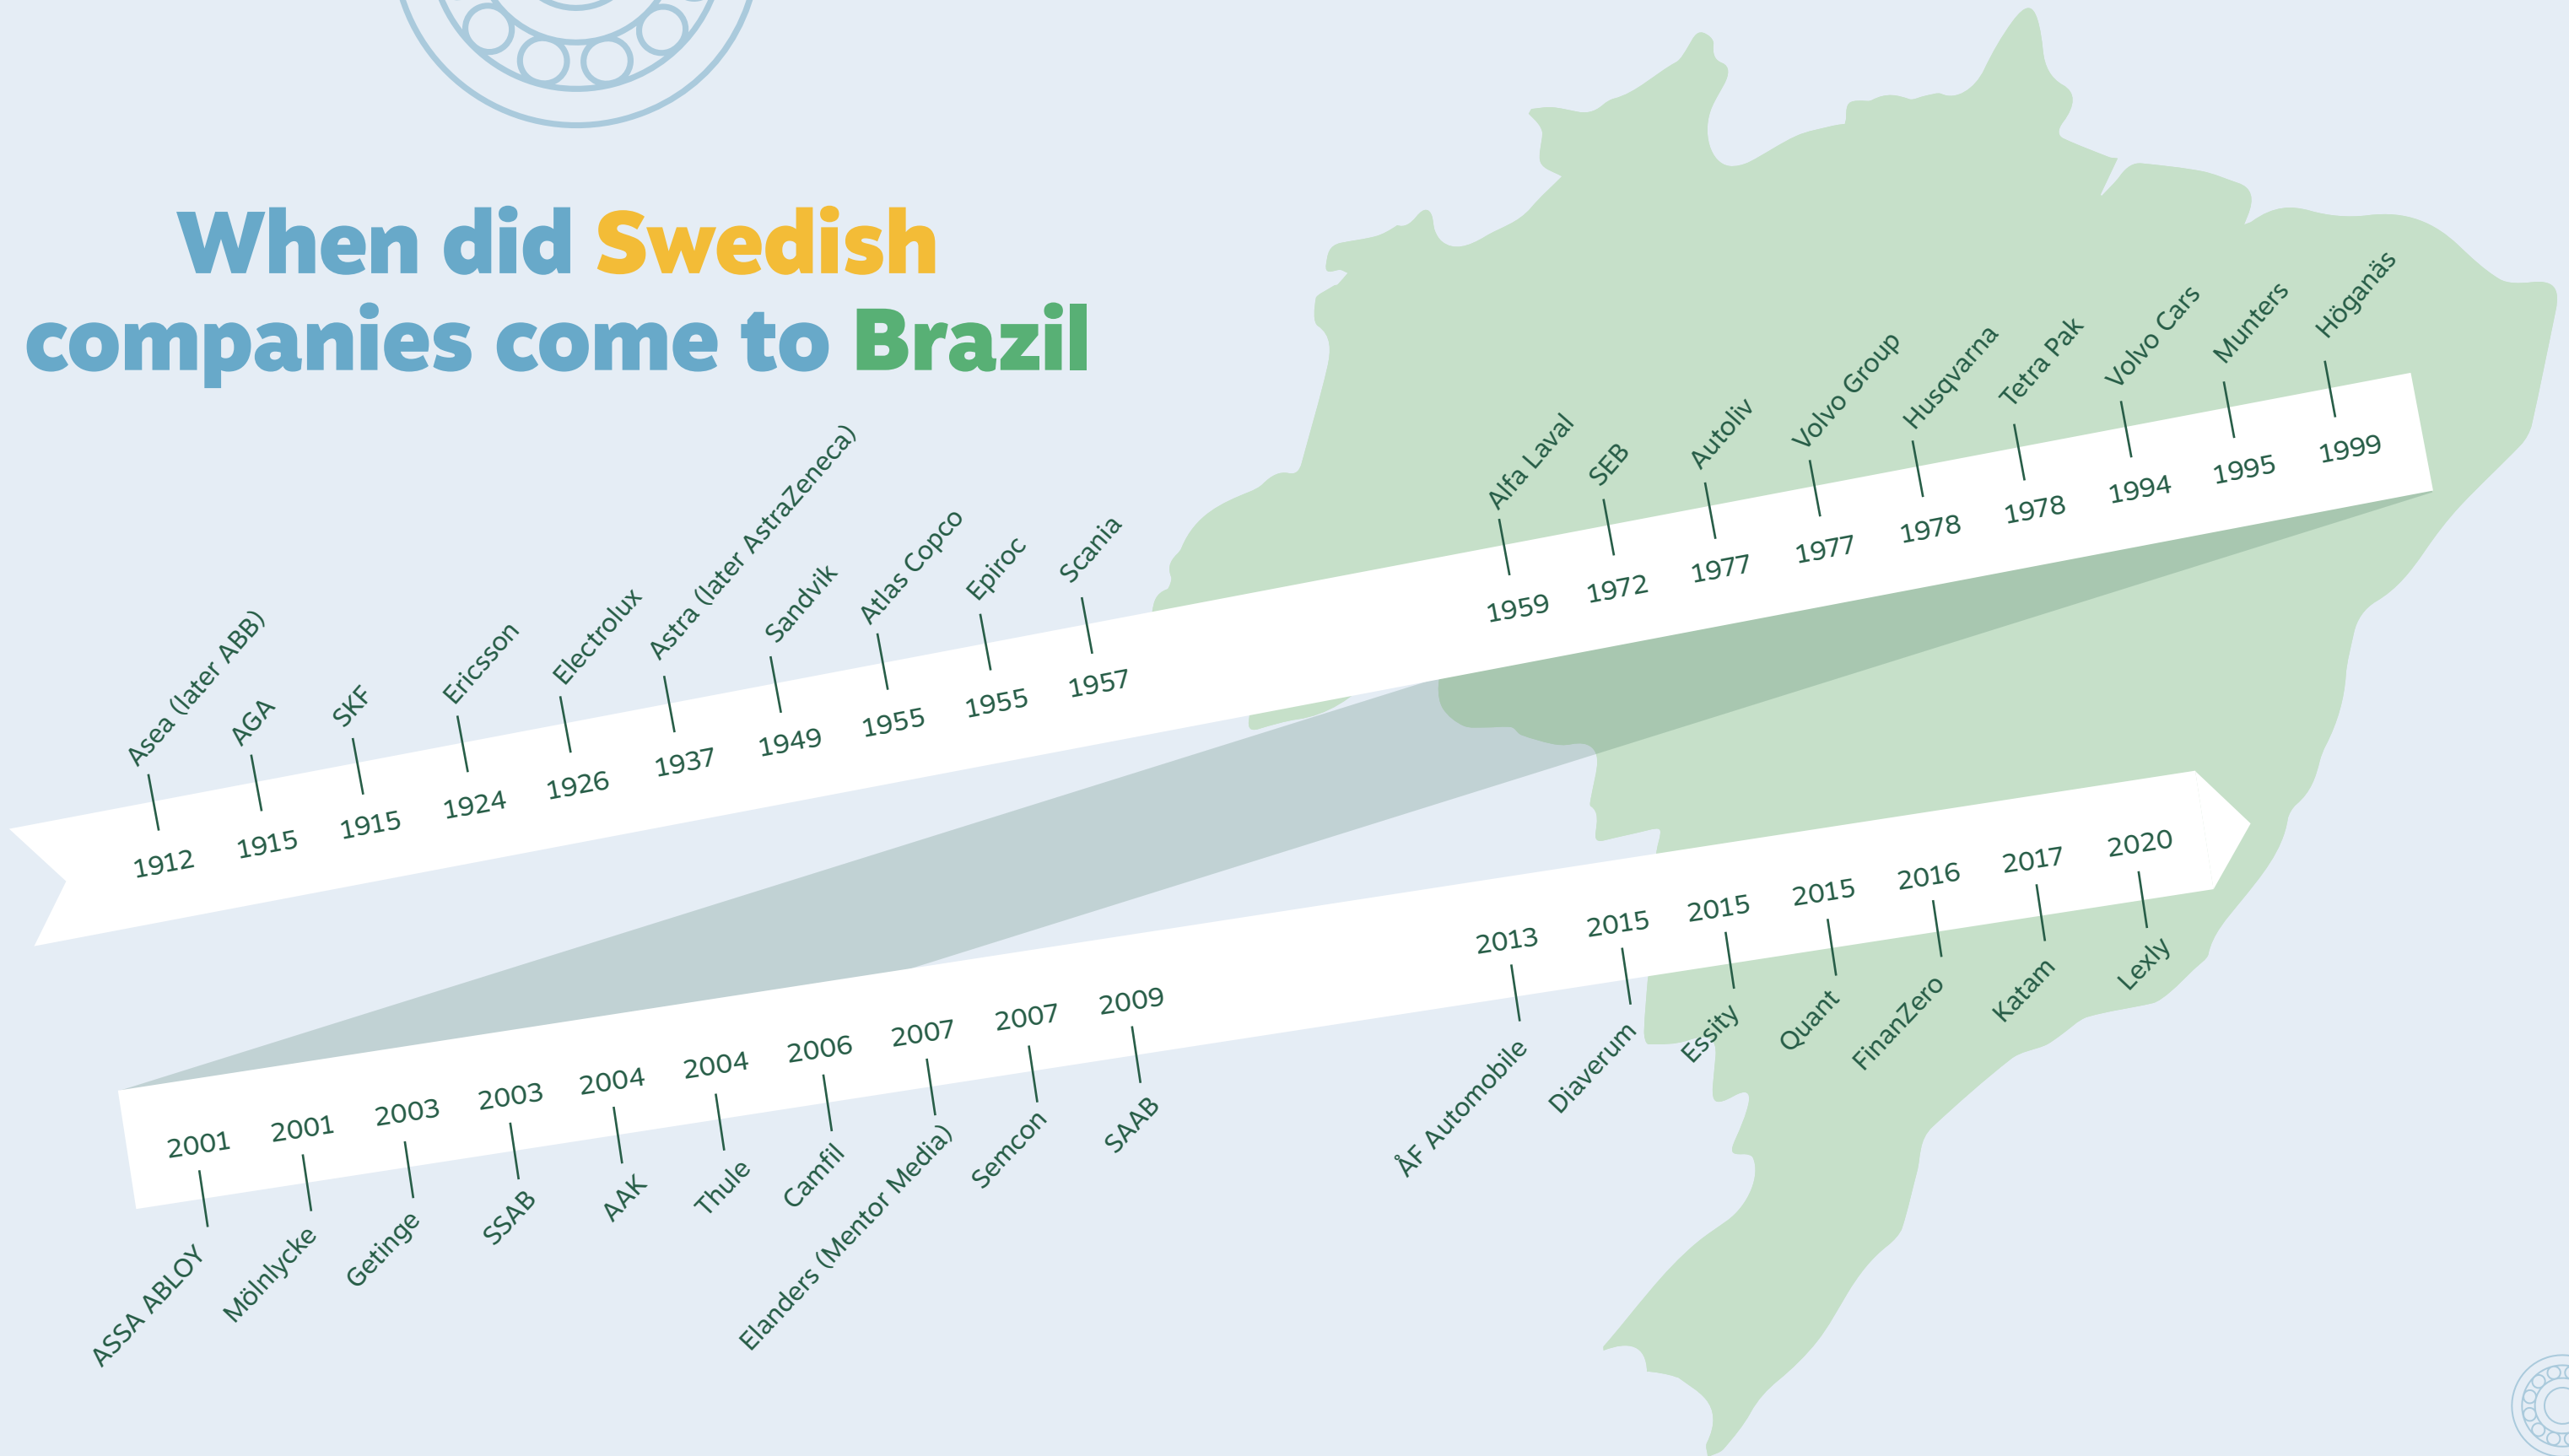 When did Swedish
companies come to Brazil
Asea (later ABB)
1912
AGA
1915
SKF
1915
Ericsson
1924
Electrolux
1926
Astra (later AstraZeneca)
1937
Sandvik
1949
Atlas Copco
1955
Epiroc
1955
Scania
1957
Alfa Laval
1959
SEB
1972
Autoliv
1977
Volvo Group
1977
Husqvarna
1978
Tetra Pak
1978
Volvo Cars
1994
Munters
1995
Höganäs
1999
2001
ASSA ABLOY
2001
Mölnlycke
2003
Getinge
2003
SSAB
2004
AAK
2004
Thule
2006
Camfil
2007
Elanders (Mentor Media)
2007
Semcon
2009
SAAB
2013
ÅF Automobile
2015
Diaverum
2015
Essity
2015
Quant
2016
FinanZero
2017
Katam
2020
Lexly